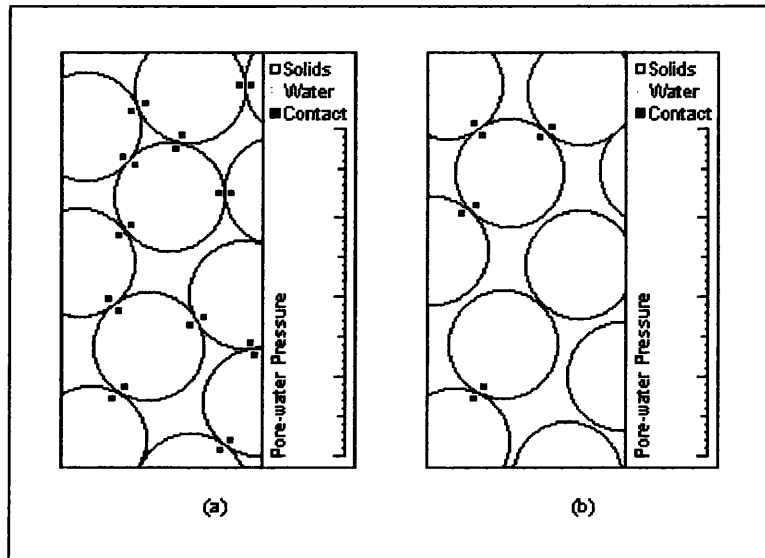 Solids
Water
Contact
Pore-water Pressure
Solids
Water
Contact
Pore-water Pressure
(a)
(b)